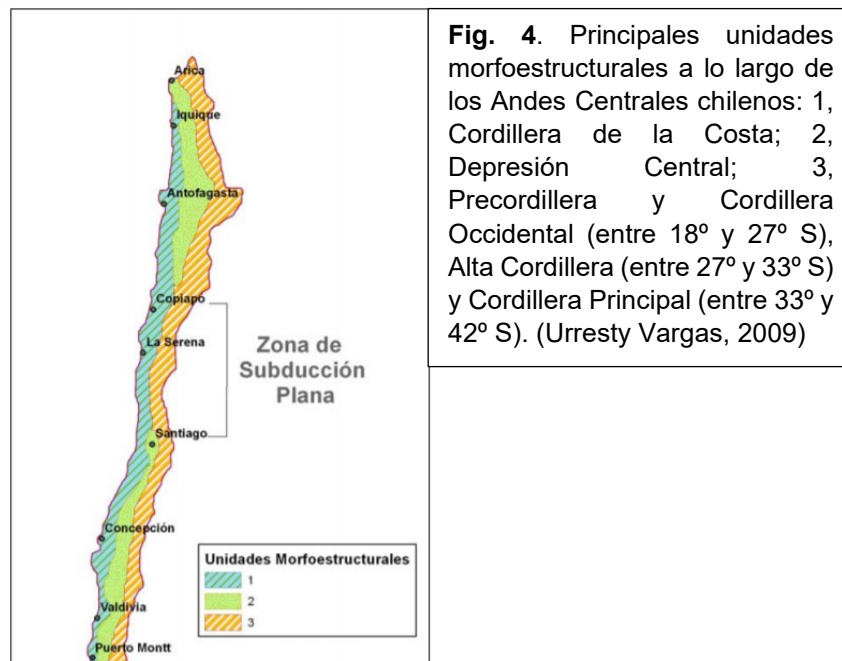 Arica
Iquique
Antofagasta
Copiapó
La Serena
Zona de
Subducción
Plana
Santiago
Concepción
Valdivia
Puerto Montt
Unidades Morfoestructurales
1
2
3
Fig. 4. Principales unidades
morfoestructurales a lo largo de
los Andes Centrales chilenos: 1,
Cordillera de la Costa; 2,
Depresión Central; 3,
Precordillera y Cordillera
Occidental (entre 18º y 27º S),
Alta Cordillera (entre 27º y 33º S)
y Cordillera Principal (entre 33º y
42º S). (Urresty Vargas, 2009)